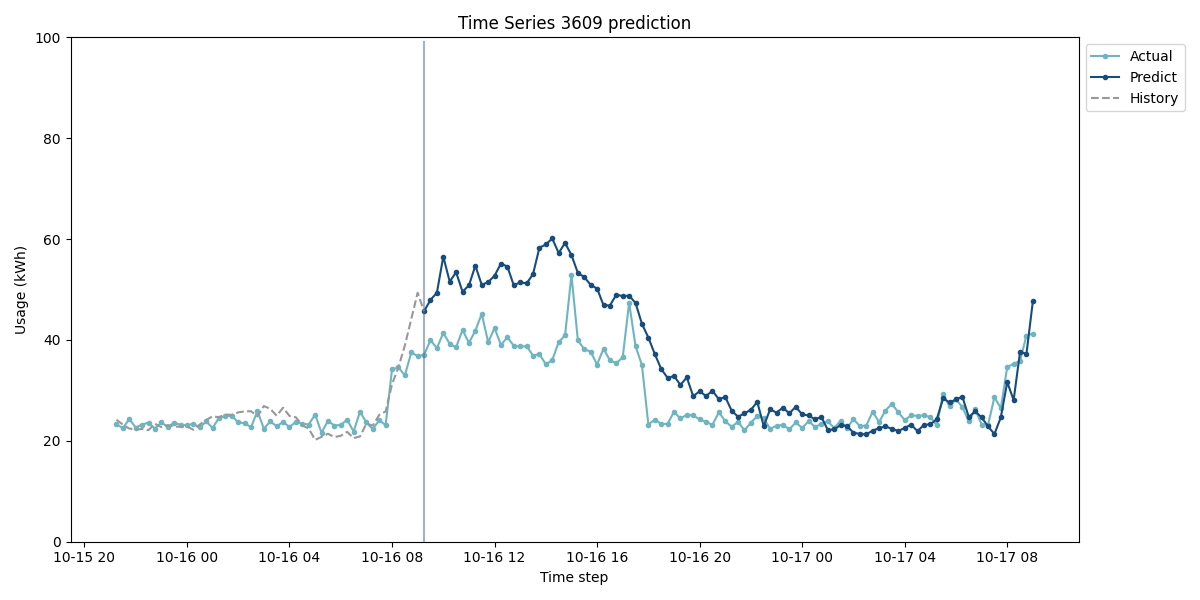 Time Series 3609 prediction
100
80
60
40
20
0
Usage (kWh)
10-15 20
10-16 00
10-16 04
10-16 08
10-16 12
10-16 16
10-16 20
10-17 00
10-17 04
10-17 08
Time step
Actual
Predict
History